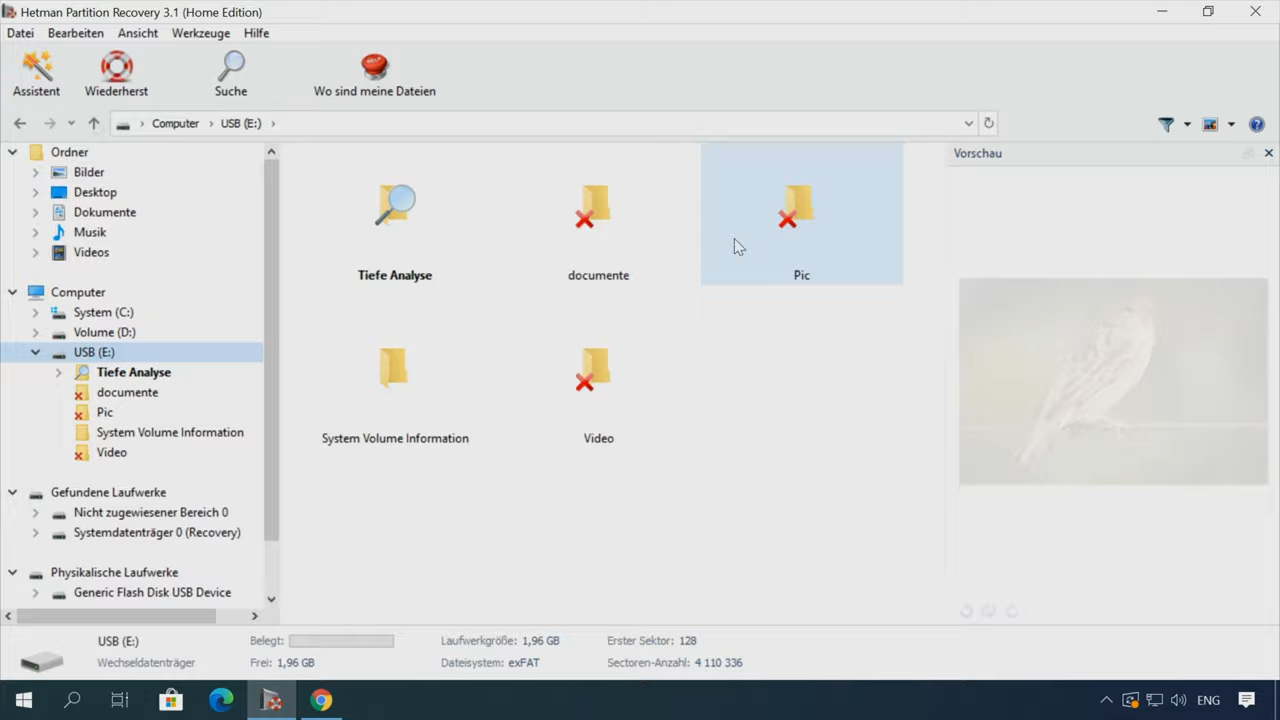 Hetman Partition Recovery 3.1 (Home Edition)
Datei Bearbeiten Ansicht Werkzeuge Hilfe
Assistent Wiederherst Suche Wo sind meine Dateien
Computer USB (E:)
Ordner
Bilder
Desktop
Dokumente
Musik
Videos
Computer
System (C:)
Volume (D:)
USB (E:)
Tiefe Analyse
documente
Pic
System Volume Information
Video
Gefundene Laufwerke
Nicht zugewiesener Bereich 0
Systemdatenträger 0 (Recovery)
Physikalische Laufwerke
Generic Flash Disk USB Device
Tiefe Analyse documente Pic
System Volume Information Video
Vorschau
USB (E:) Belegt: Laufwerkgröße: 1,96 GB Erster Sektor: 128
Wechseldatenträger Frei: 1,96 GB Dateisystem: exFAT Sectoren-Anzahl: 4 110 336
ENG